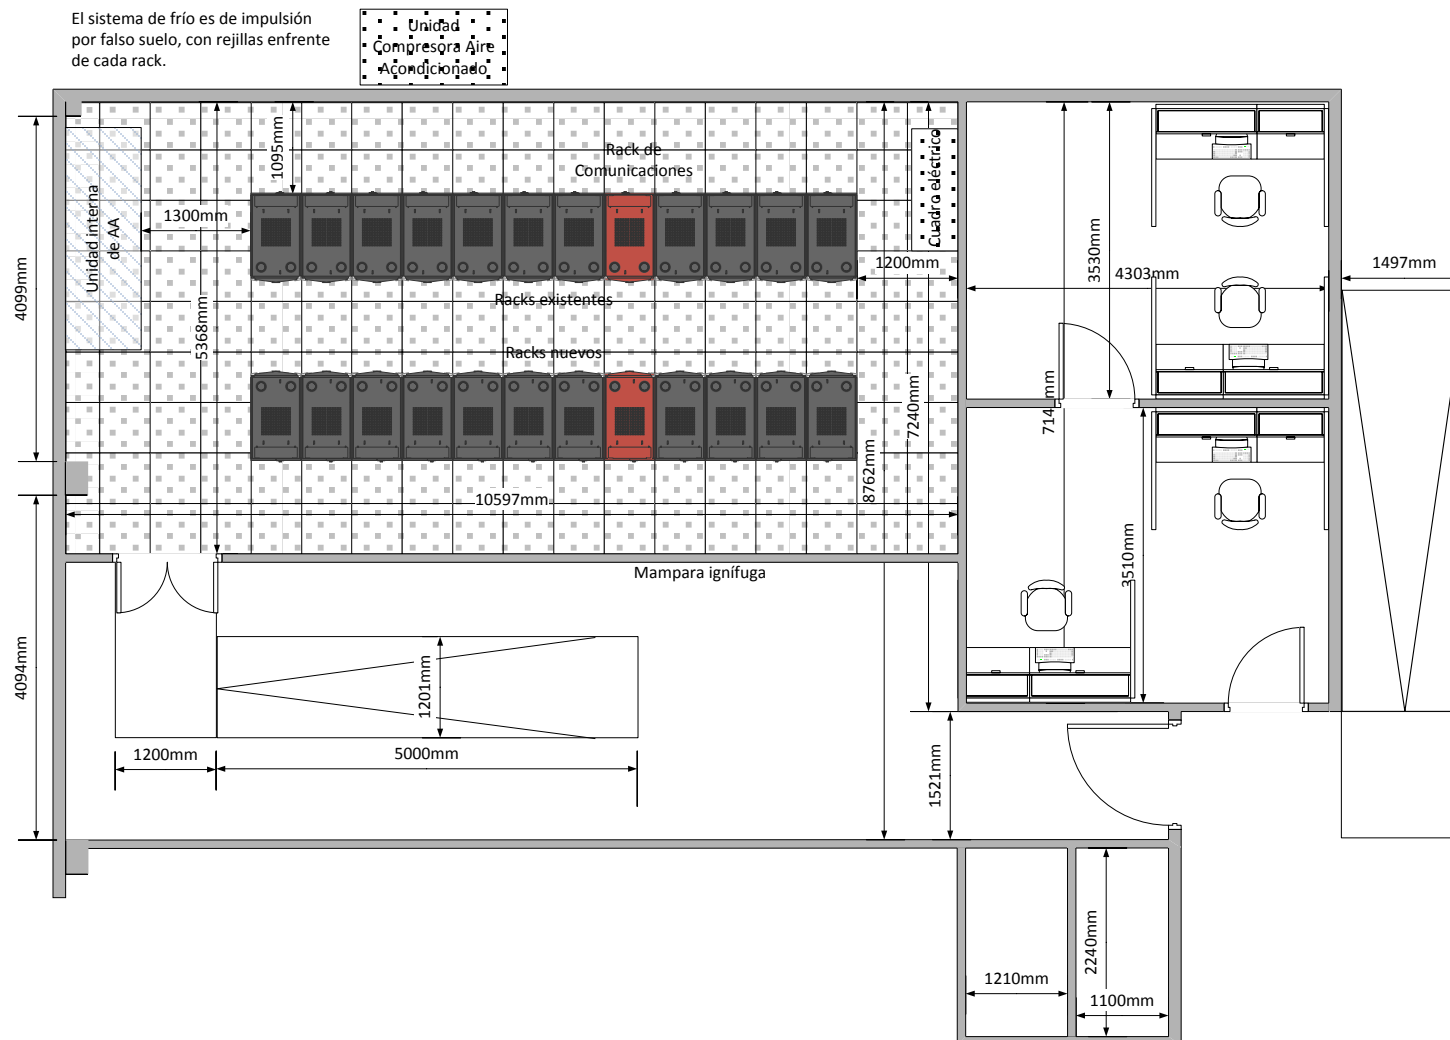 El sistema de frío es de impulsión
por falso suelo, con rejillas enfrente
de cada rack.
Unidad
Compresora Aire
Acondicionado
1095mm
Rack de
Comunicaciones
Cuadro eléctrico
Unidad interna
de AA
1300mm
1200mm
3530mm
4303mm
1497mm
4099mm
5368mm
Racks existentes
Racks nuevos
7240mm
714 mm
8762mm
10597mm
3510mm
Mampara ignífuga
4094mm
1201mm
1200mm
5000mm
1521mm
2240mm
1210mm
1100mm